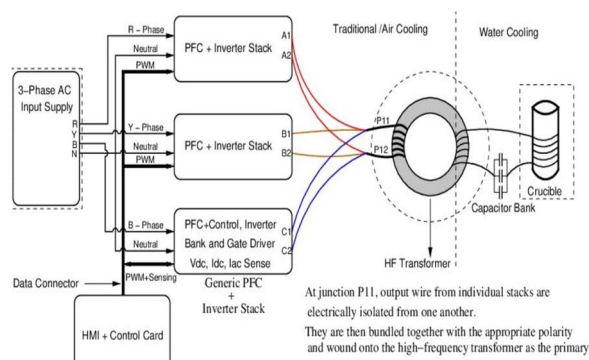 R - Phase
Neutral
PWM
PFC + Inverter Stack
A1
A2
Traditional /Air Cooling
Water Cooling
3-Phase AC
Input Supply
R
Y
B
N
Y - Phase
Neutral
PWM
PFC + Inverter Stack
B1
B2
P11
P12
Crucible
Capacitor Bank
B - Phase
Neutral
PWM+Sensing
PFC+Control, Inverter
Bank and Gate Driver
Vdc, Idc, Iac Sense
C1
C2
HF Transformer
Data Connector
Generic PFC
+
Inverter Stack
HMI + Control Card
At junction P11, output wire from individual stacks are
electrically isolated from one another.
They are then bundled together with the appropriate polarity
and wound onto the high-frequency transformer as the primary